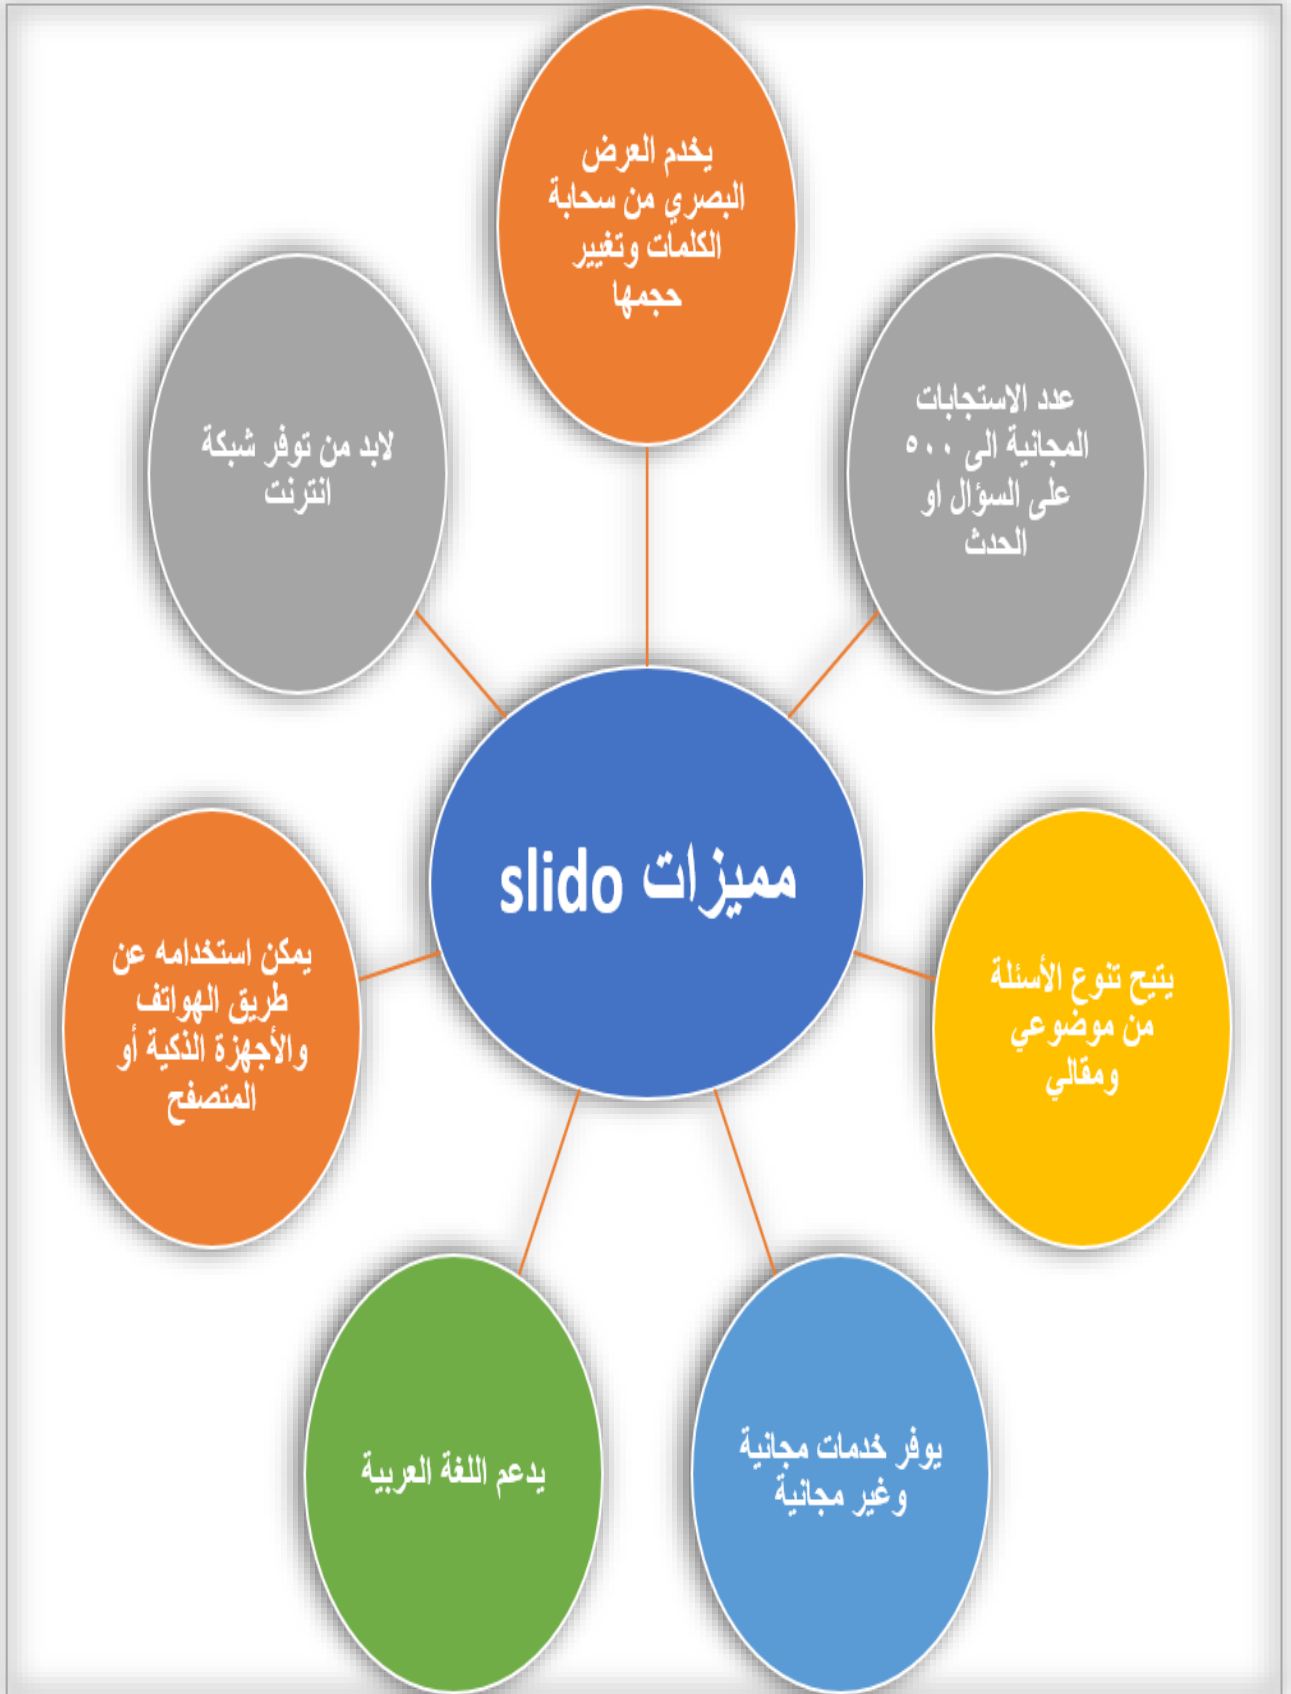 يخدم العرض
البصري من سحابة
الكلمات وتغيير
حجمها
عدد الاستجابات
المجانية الى ٥٠٠
على السؤال او
الحدث
يتيح تنوع الأسئلة
من موضوعي
ومقالي
يوفر خدمات مجانية
وغير مجانية
يدعم اللغة العربية
يمكن استخدامه عن
طريق الهواتف
والأجهزة الذكية أو
المتصفح
لابد من توفر شبكة
انترنت
مميزات slido